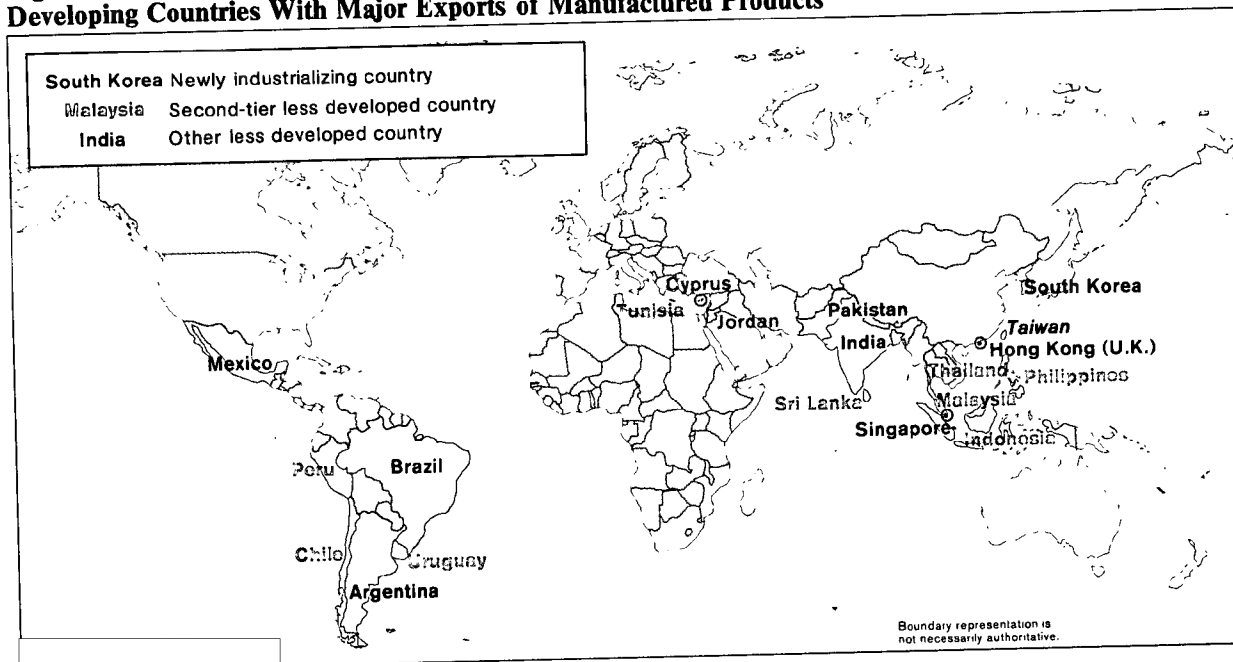 Developing Countries With Major Exports of Manufactured Products
South Korea Newly industrializing country
Malaysia Second-tier less developed country
India Other less developed country
Cyprus
Tunisia
Jordan
Pakistan
India
South Korea
Taiwan
Hong Kong (U.K.)
Thailand
Philippines
Mexico
Sri Lanka
Malaysia
Singapore
Indonesia
Peru
Brazil
Chile
Uruguay
Argentina
Boundary representation is
not necessarily authoritative.